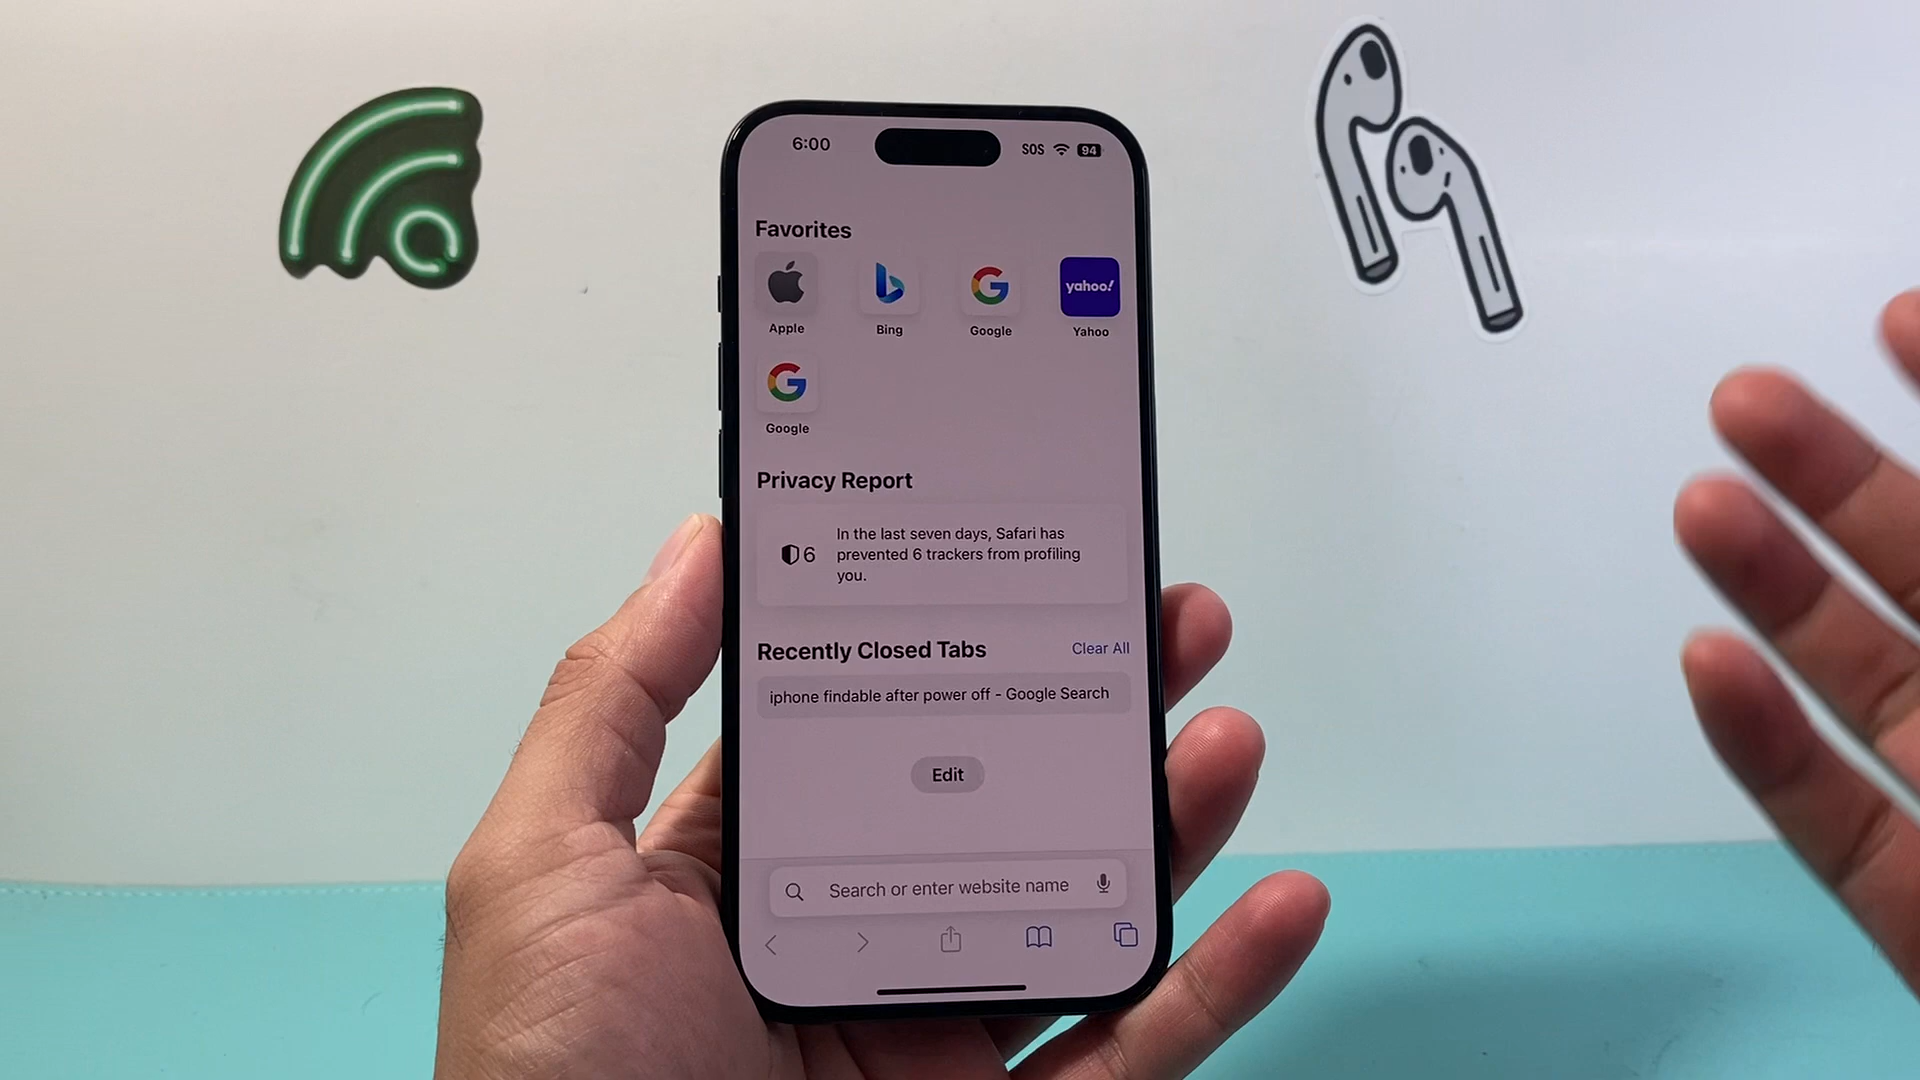 6:00
SOS 94
Favorites
yahoo!
Apple
Bing
Google
Yahoo
Google
Privacy Report
6
In the last seven days, Safari has
prevented 6 trackers from profiling
you.
Recently Closed Tabs
Clear All
iphone findable after power off - Google Search
Edit
Search or enter website name